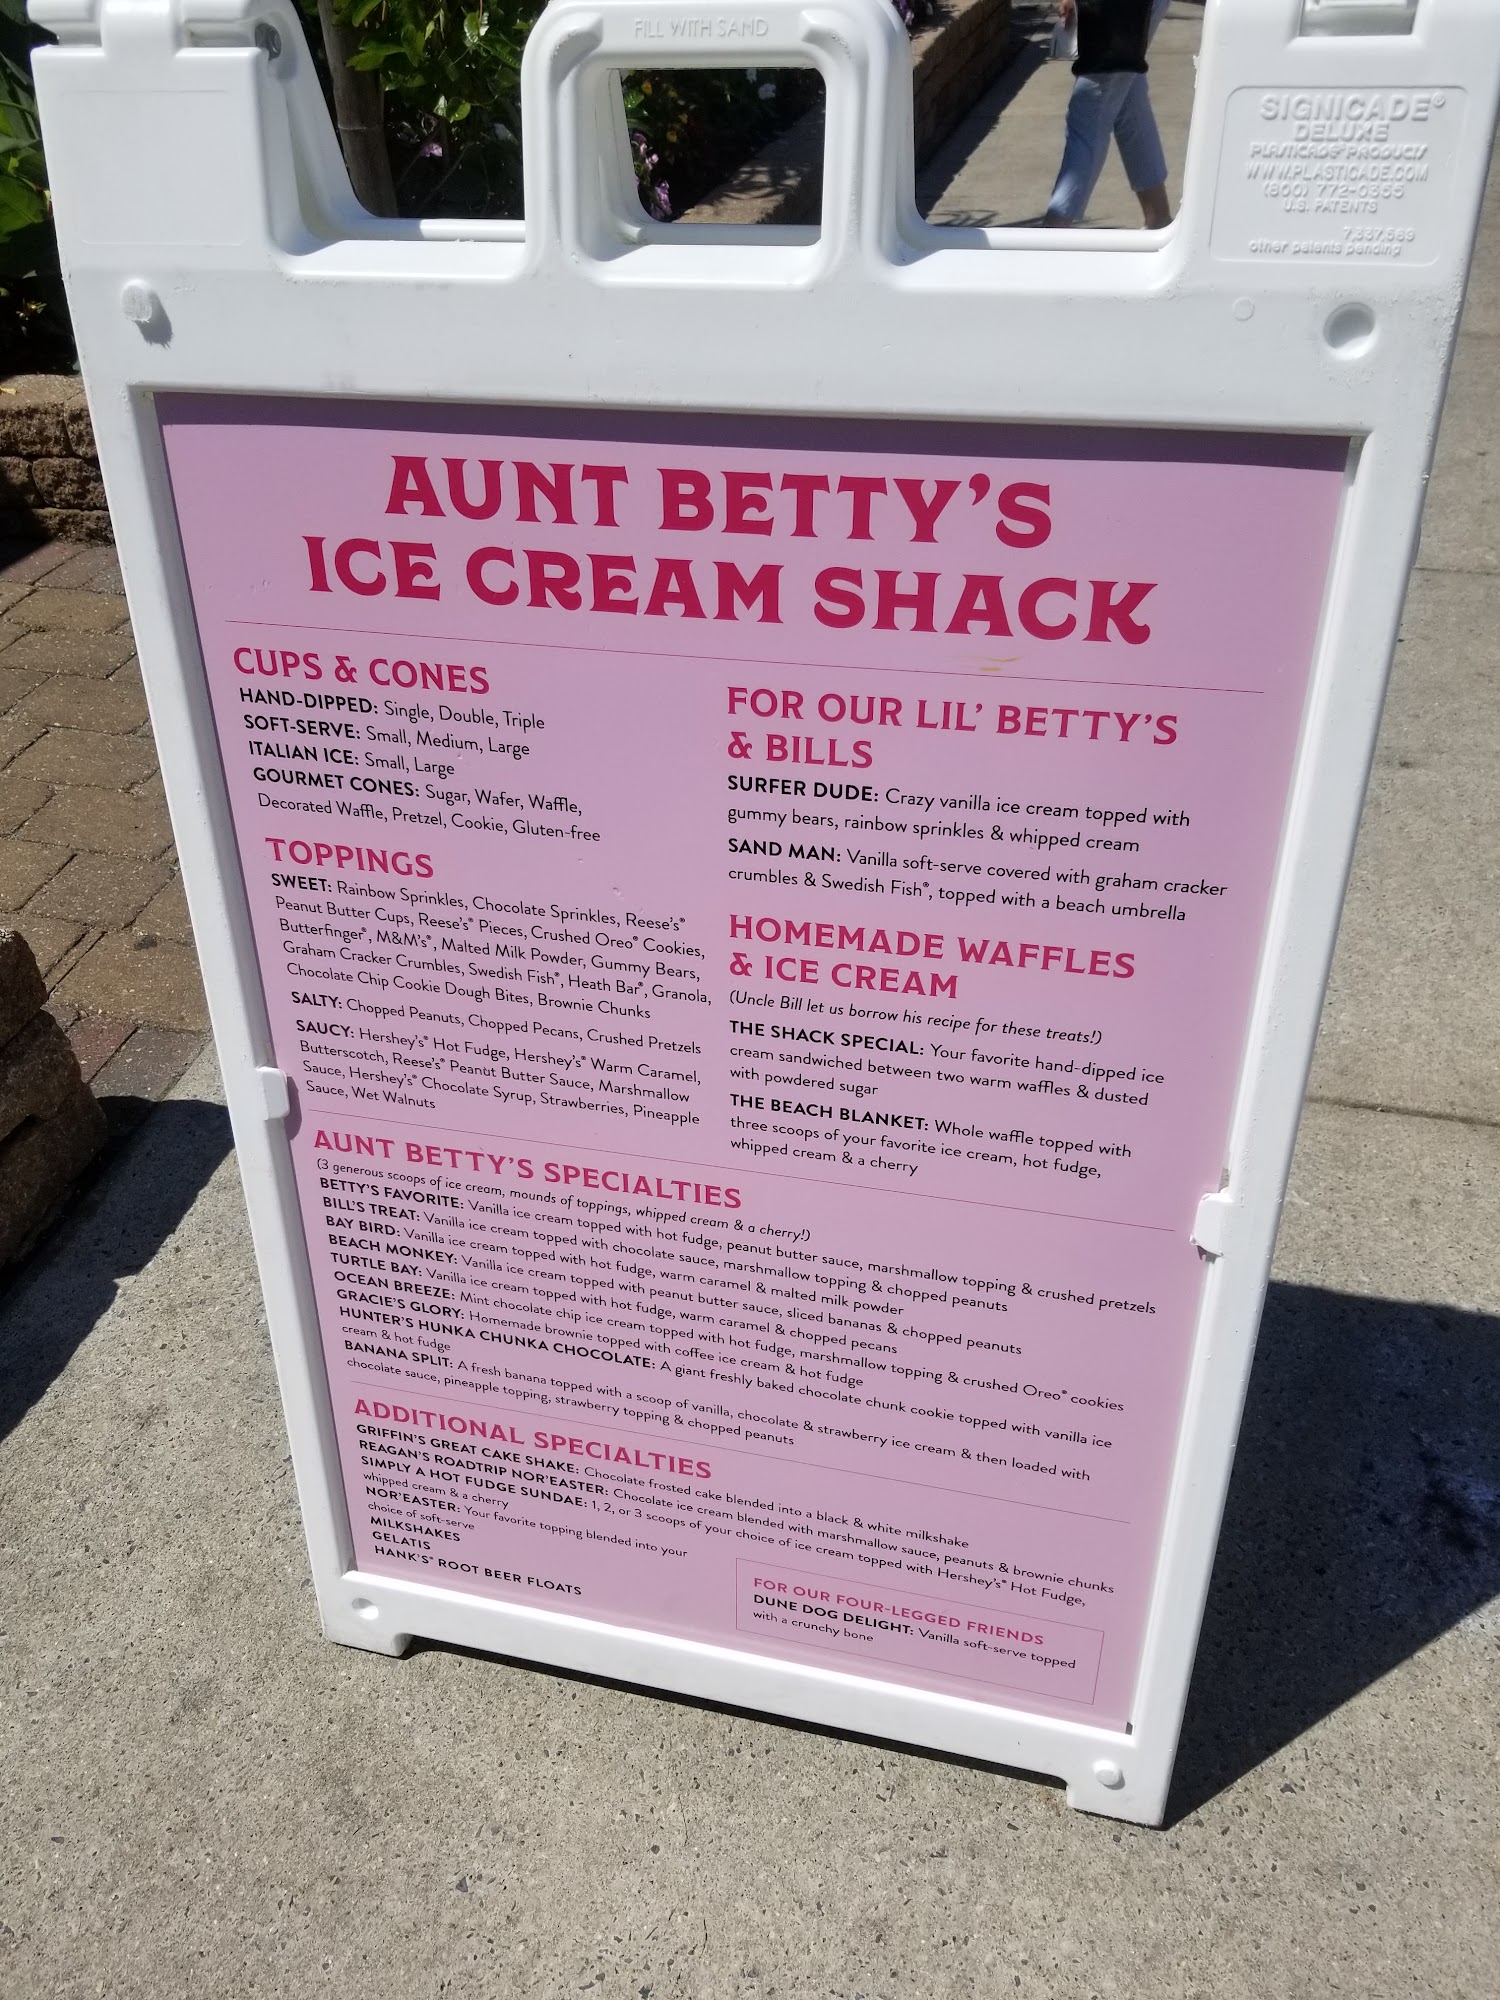 FILL WITH SAND
SIGNICADE®
DELUXE
PLASTICADE® PRODUCTS
WWW.PLASTICADE.COM
(800) 772-0355
U.S. PATENTS
7,337,569
other patents pending
AUNT BETTY'S
ICE CREAM SHACK
CUPS & CONES
HAND-DIPPED: Single, Double, Triple
SOFT-SERVE: Small, Medium, Large
ITALIAN ICE: Small, Large
GOURMET CONES: Sugar, Wafer, Waffle,
Decorated Waffle, Pretzel, Cookie, Gluten-free
TOPPINGS
SWEET: Rainbow Sprinkles, Chocolate Sprinkles, Reese's®
Peanut Butter Cups, Reese's® Pieces, Crushed Oreo® Cookies,
Butterfinger®, M&M's®, Malted Milk Powder, Gummy Bears,
Graham Cracker Crumbles, Swedish Fish®, Heath Bar®, Granola,
Chocolate Chip Cookie Dough Bites, Brownie Chunks
SALTY: Chopped Peanuts, Chopped Pecans, Crushed Pretzels
SAUCY: Hershey's® Hot Fudge, Hershey's® Warm Caramel,
Butterscotch, Reese's® Peanut Butter Sauce, Marshmallow
Sauce, Hershey's® Chocolate Syrup, Strawberries, Pineapple
Sauce, Wet Walnuts
FOR OUR LIL' BETTY'S
& BILLS
SURFER DUDE: Crazy vanilla ice cream topped with
gummy bears, rainbow sprinkles & whipped cream
SAND MAN: Vanilla soft-serve covered with graham cracker
crumbles & Swedish Fish®, topped with a beach umbrella
HOMEMADE WAFFLES
& ICE CREAM
(Uncle Bill let us borrow his recipe for these treats!)
THE SHACK SPECIAL: Your favorite hand-dipped ice
cream sandwiched between two warm waffles & dusted
with powdered sugar
THE BEACH BLANKET: Whole waffle topped with
three scoops of your favorite ice cream, hot fudge,
whipped cream & a cherry
AUNT BETTY'S SPECIALTIES
(3 generous scoops of ice cream, mounds of toppings, whipped cream & a cherry!)
BETTY'S FAVORITE: Vanilla ice cream topped with hot fudge, peanut butter sauce, marshmallow topping & crushed pretzels
BILL'S TREAT: Vanilla ice cream topped with chocolate sauce, marshmallow topping & chopped peanuts
BAY BIRD: Vanilla ice cream topped with hot fudge, warm caramel & malted milk powder
BEACH MONKEY: Vanilla ice cream topped with peanut butter sauce, sliced bananas & chopped peanuts
TURTLE BAY: Vanilla ice cream topped with hot fudge, warm caramel & chopped pecans
OCEAN BREEZE: Mint chocolate chip ice cream topped with hot fudge, marshmallow topping & crushed Oreo® cookies
GRACIE'S GLORY: Homemade brownie topped with coffee ice cream & hot fudge
HUNTER'S HUNKA CHUNKA CHOCOLATE: A giant freshly baked chocolate chunk cookie topped with vanilla ice
cream & hot fudge
BANANA SPLIT: A fresh banana topped with a scoop of vanilla, chocolate & strawberry ice cream & then loaded with
chocolate sauce, pineapple topping, strawberry topping & chopped peanuts
ADDITIONAL SPECIALTIES
GRIFFIN'S GREAT CAKE SHAKE: Chocolate frosted cake blended into a black & white milkshake
REAGAN'S ROADTRIP NOR'EASTER: Chocolate ice cream blended with marshmallow sauce, peanuts & brownie chunks
SIMPLY A HOT FUDGE SUNDAE: 1, 2, or 3 scoops of your choice of ice cream topped with Hershey's® Hot Fudge,
whipped cream & a cherry
NOR'EASTER: Your favorite topping blended into your
choice of soft-serve
MILKSHAKES
GELATIS
HANK'S® ROOT BEER FLOATS
FOR OUR FOUR-LEGGED FRIENDS
DUNE DOG DELIGHT: Vanilla soft-serve topped
with a crunchy bone